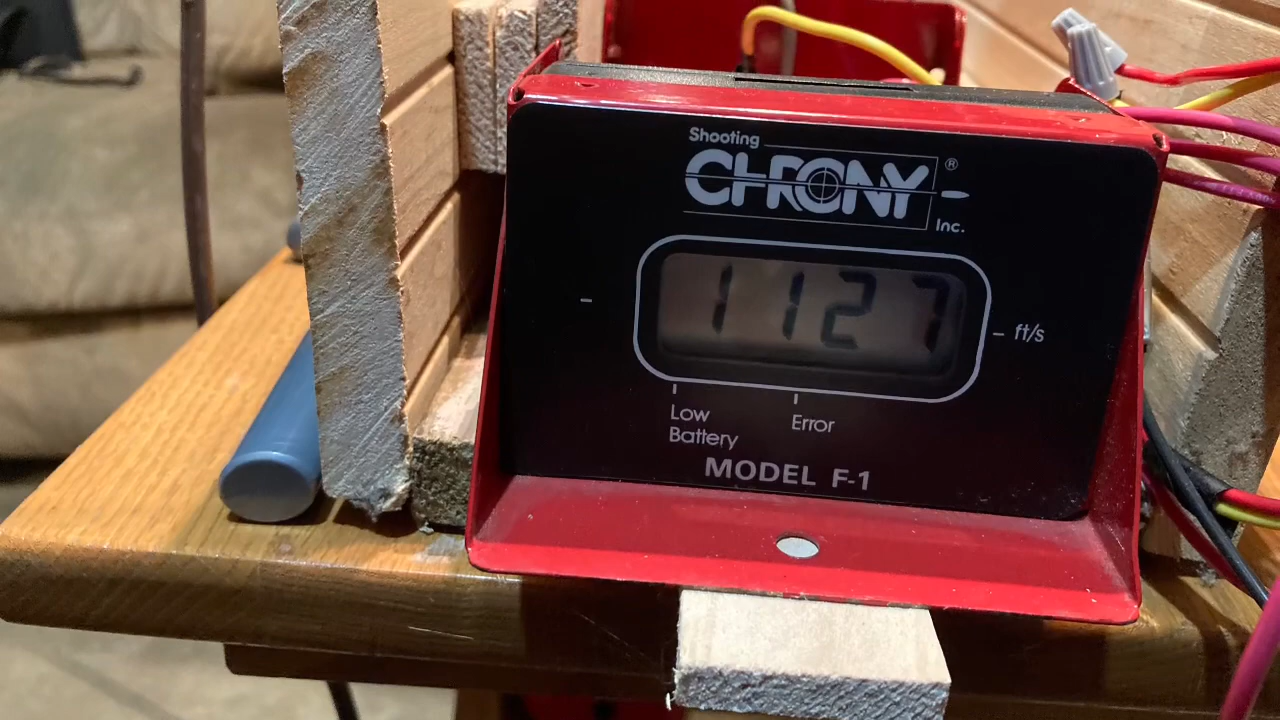 Shooting
CHRONY ®
Inc.
1127
– ft/s
Low
Battery
Error
MODEL F-1